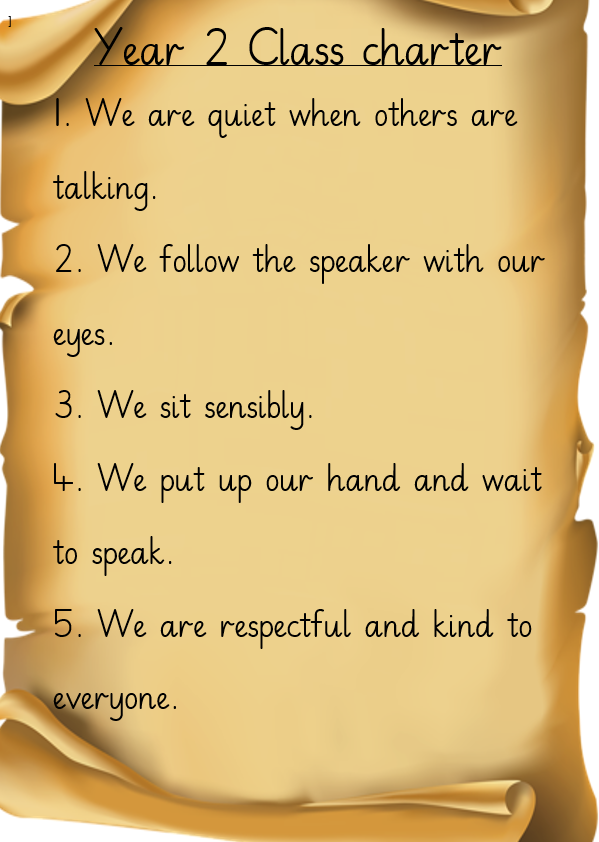 ]
Year 2 Class charter
1. We are quiet when others are
talking.
2. We follow the speaker with our
eyes.
3. We sit sensibly.
4. We put up our hand and wait
to speak.
5. We are respectful and kind to
everyone.